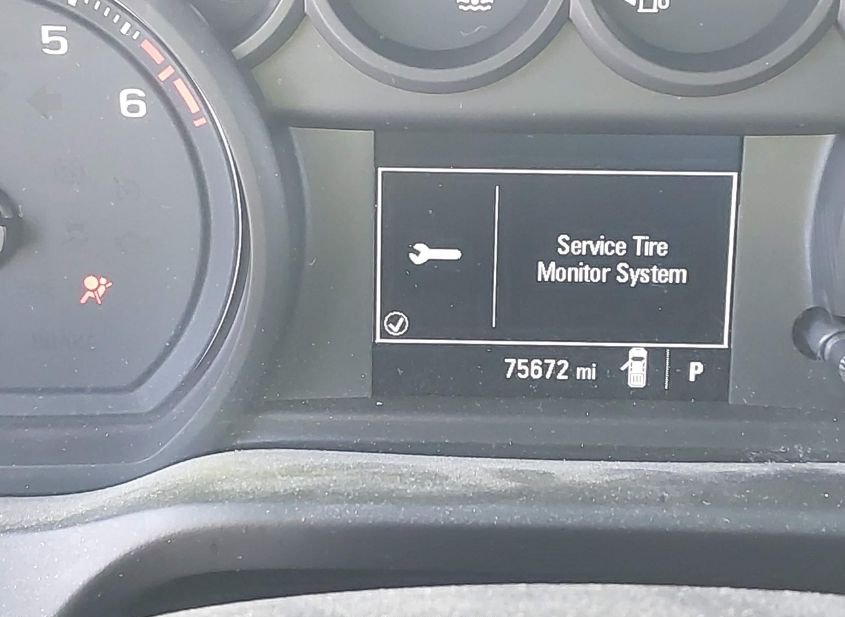 5
6
Service Tire
Monitor System
75672 mi
P